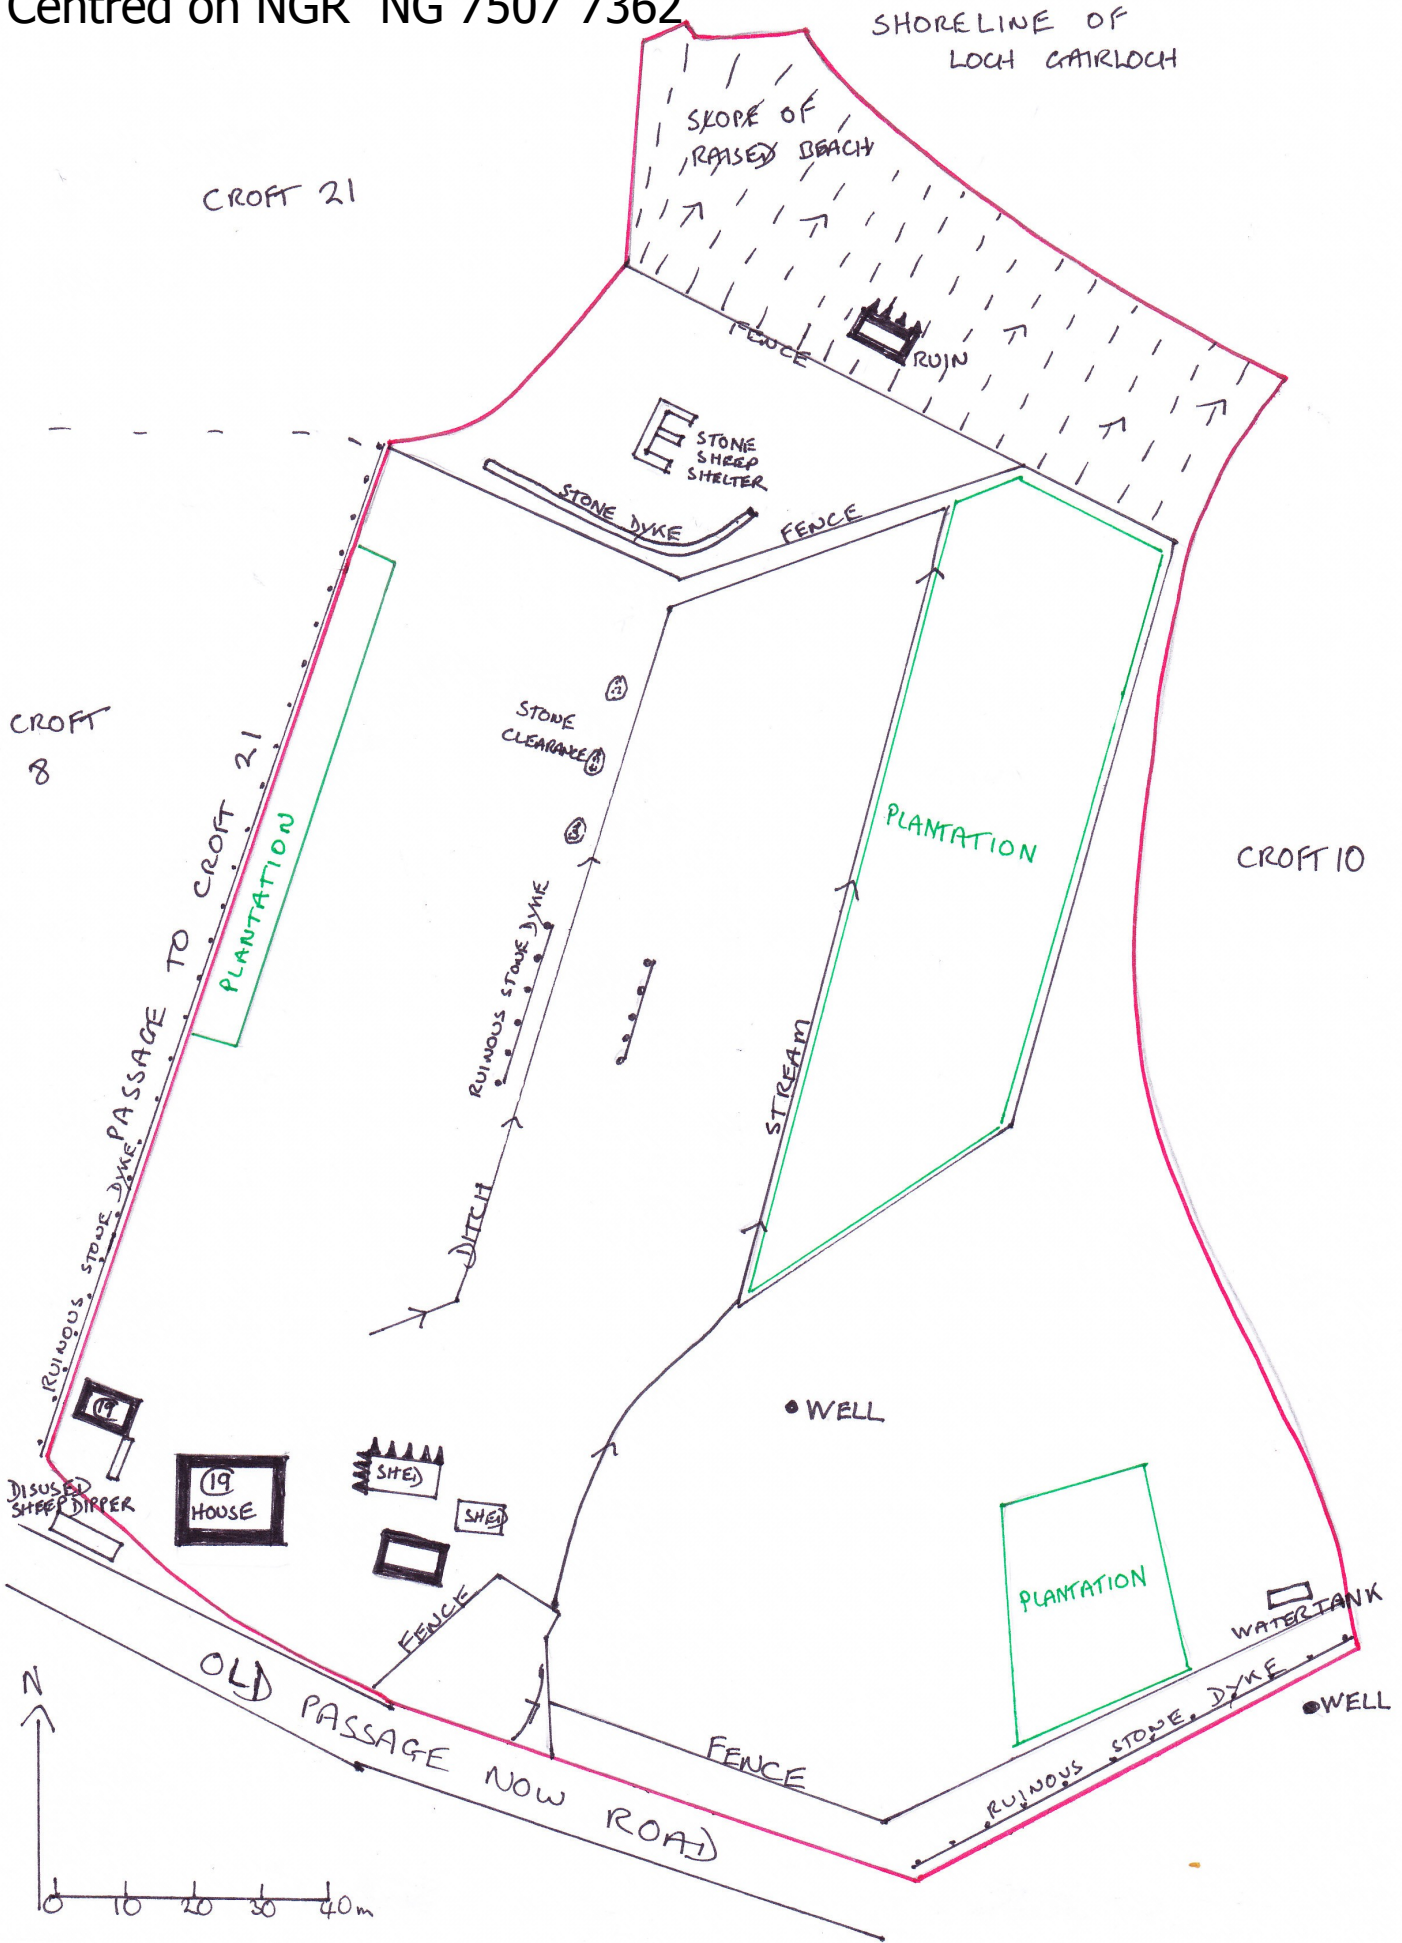 Centred on NGR NG 7507 7362
SHORELINE OF
LOCH GAIRLOCH
SLOPE OF
RAISED BEACH
CROFT 21
FENCE
RUIN
STONE
SHEEP
SHELTER
STONE DYKE
FENCE
CROFT
8
STONE
CLEARANCE
PLANTATION
PASSAGE TO CROFT 21
PLANTATION
CROFT 10
RUINOUS STONE DYKE
STREAM
DITCH
RUINOUS STONE DYKE
19
WELL
DISUSED
SHEEP DIPPER
19
HOUSE
SHED
SHED
PLANTATION
WATERTANK
FENCE
WELL
RUINOUS STONE DYKE
FENCE
OLD PASSAGE NOW ROAD
N
0 10 20 30 40m